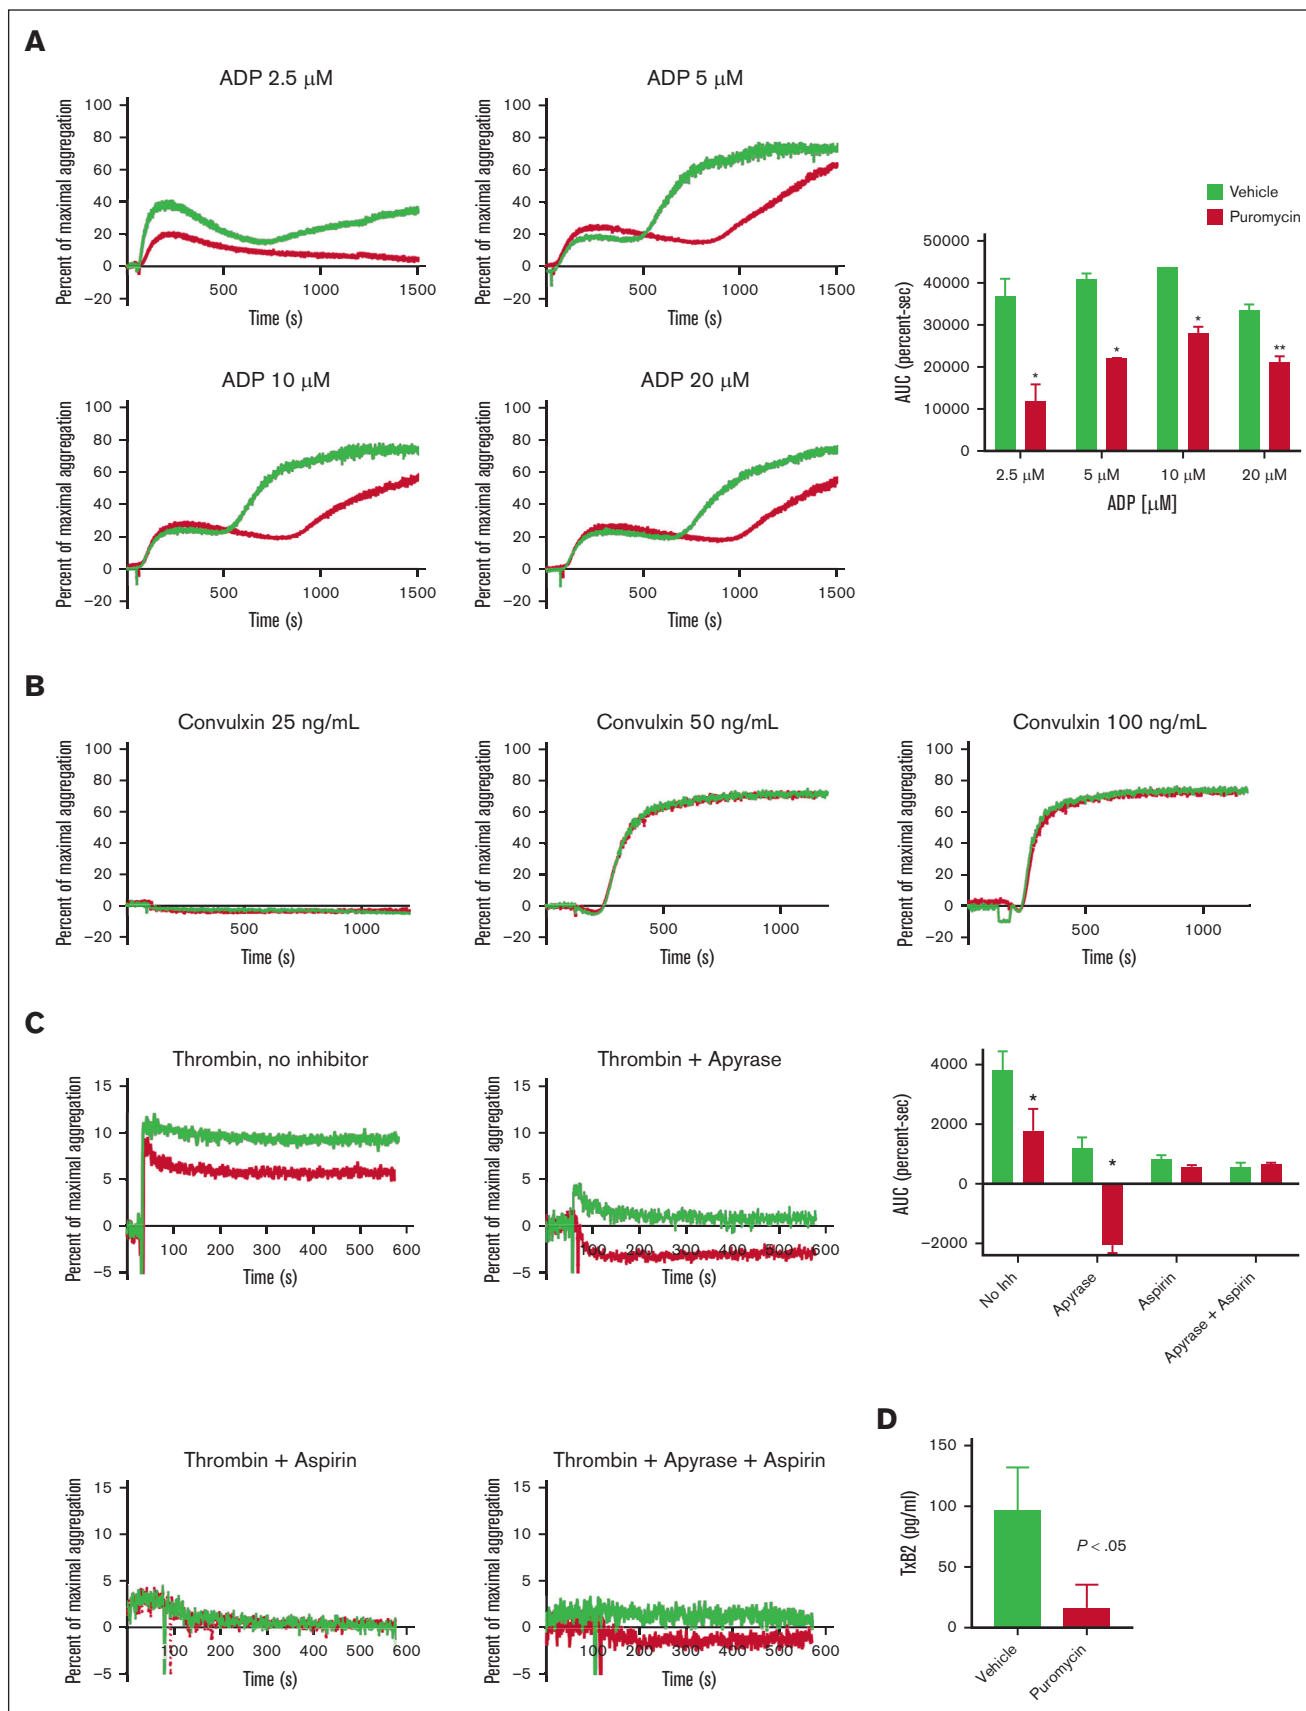 A
ADP 2.5 μM
Percent of maximal aggregation
100
80
60
40
20
0
−20
500
1000
1500
Time (s)
ADP 5 μM
Percent of maximal aggregation
100
80
60
40
20
0
−20
500
1000
1500
Time (s)
ADP 10 μM
Percent of maximal aggregation
100
80
60
40
20
0
−20
500
1000
1500
Time (s)
ADP 20 μM
Percent of maximal aggregation
100
80
60
40
20
0
−20
500
1000
1500
Time (s)
Vehicle
Puromycin
AUC (percent-sec)
50000
40000
30000
20000
10000
0
*
*
*
**
2.5 μM
5 μM
10 μM
20 μM
ADP [μM]
B
Convulxin 25 ng/mL
Percent of maximal aggregation
100
80
60
40
20
0
−20
500
1000
Time (s)
Convulxin 50 ng/mL
Percent of maximal aggregation
100
80
60
40
20
0
−20
500
1000
Time (s)
Convulxin 100 ng/mL
Percent of maximal aggregation
100
80
60
40
20
0
−20
500
1000
Time (s)
C
Thrombin, no inhibitor
Percent of maximal aggregation
15
10
5
0
−5
100
200
300
400
500
600
Time (s)
Thrombin + Apyrase
Percent of maximal aggregation
15
10
5
0
−5
100
200
300
400
500
600
Time (s)
AUC (percent-sec)
4000
2000
0
−2000
*
*
No Inh
Apyrase
Aspirin
Apyrase + Aspirin
Thrombin + Aspirin
Percent of maximal aggregation
15
10
5
0
−5
100
200
300
400
500
600
Time (s)
Thrombin + Apyrase + Aspirin
Percent of maximal aggregation
15
10
5
0
−5
100
200
300
400
500
600
Time (s)
D
TxB2 (pg/ml)
150
100
50
0
P < .05
Vehicle
Puromycin